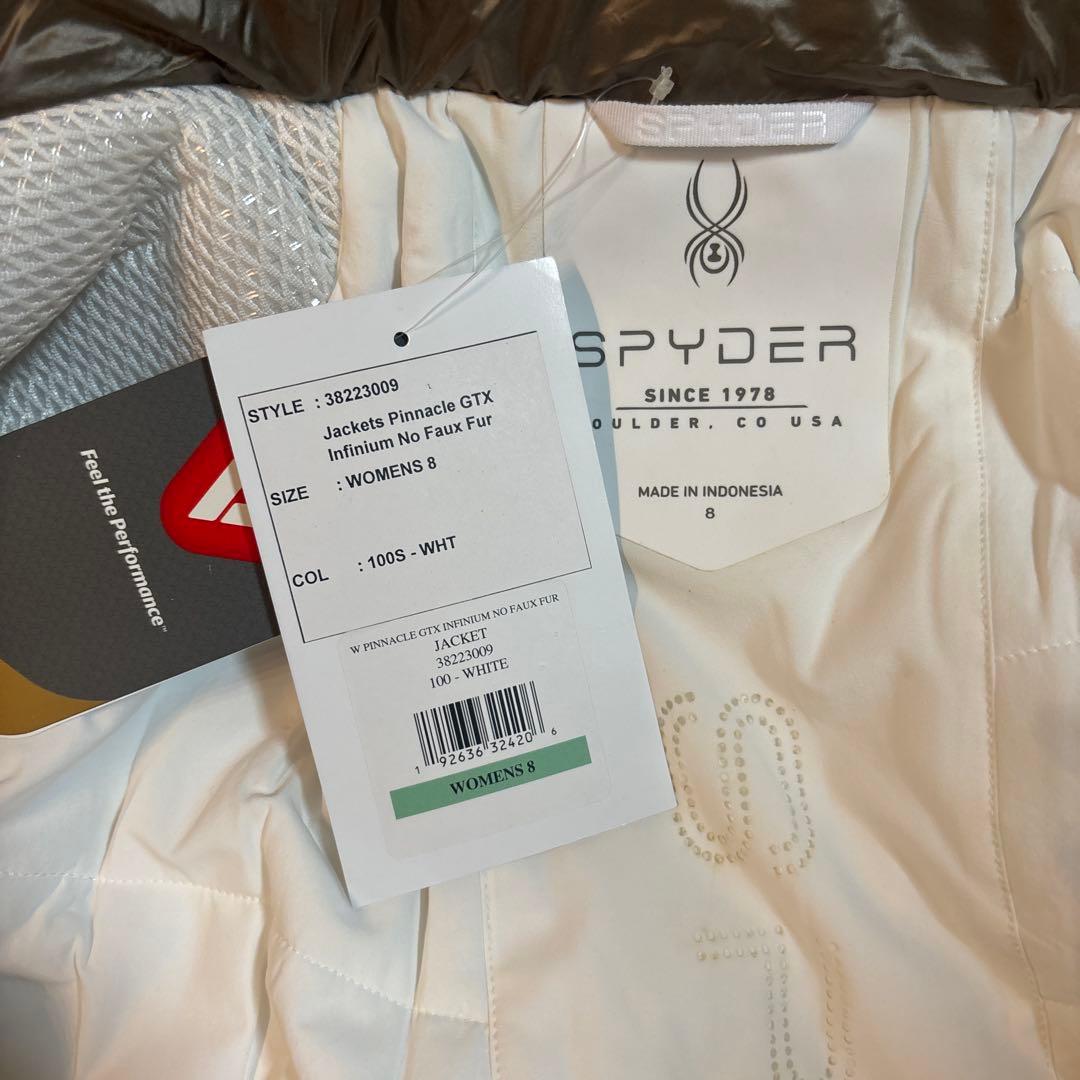 SPYDER
SPYDER
SINCE 1978
OULDER, CO USA
MADE IN INDONESIA
8
Feel the Performance™
STYLE : 38223009
Jackets Pinnacle GTX
Infinium No Faux Fur
SIZE : WOMENS 8
COL : 100S - WHT
W PINNACLE GTX INFINIUM NO FAUX FUR
JACKET
38223009
100 - WHITE
1 92636 32420 6
WOMENS 8